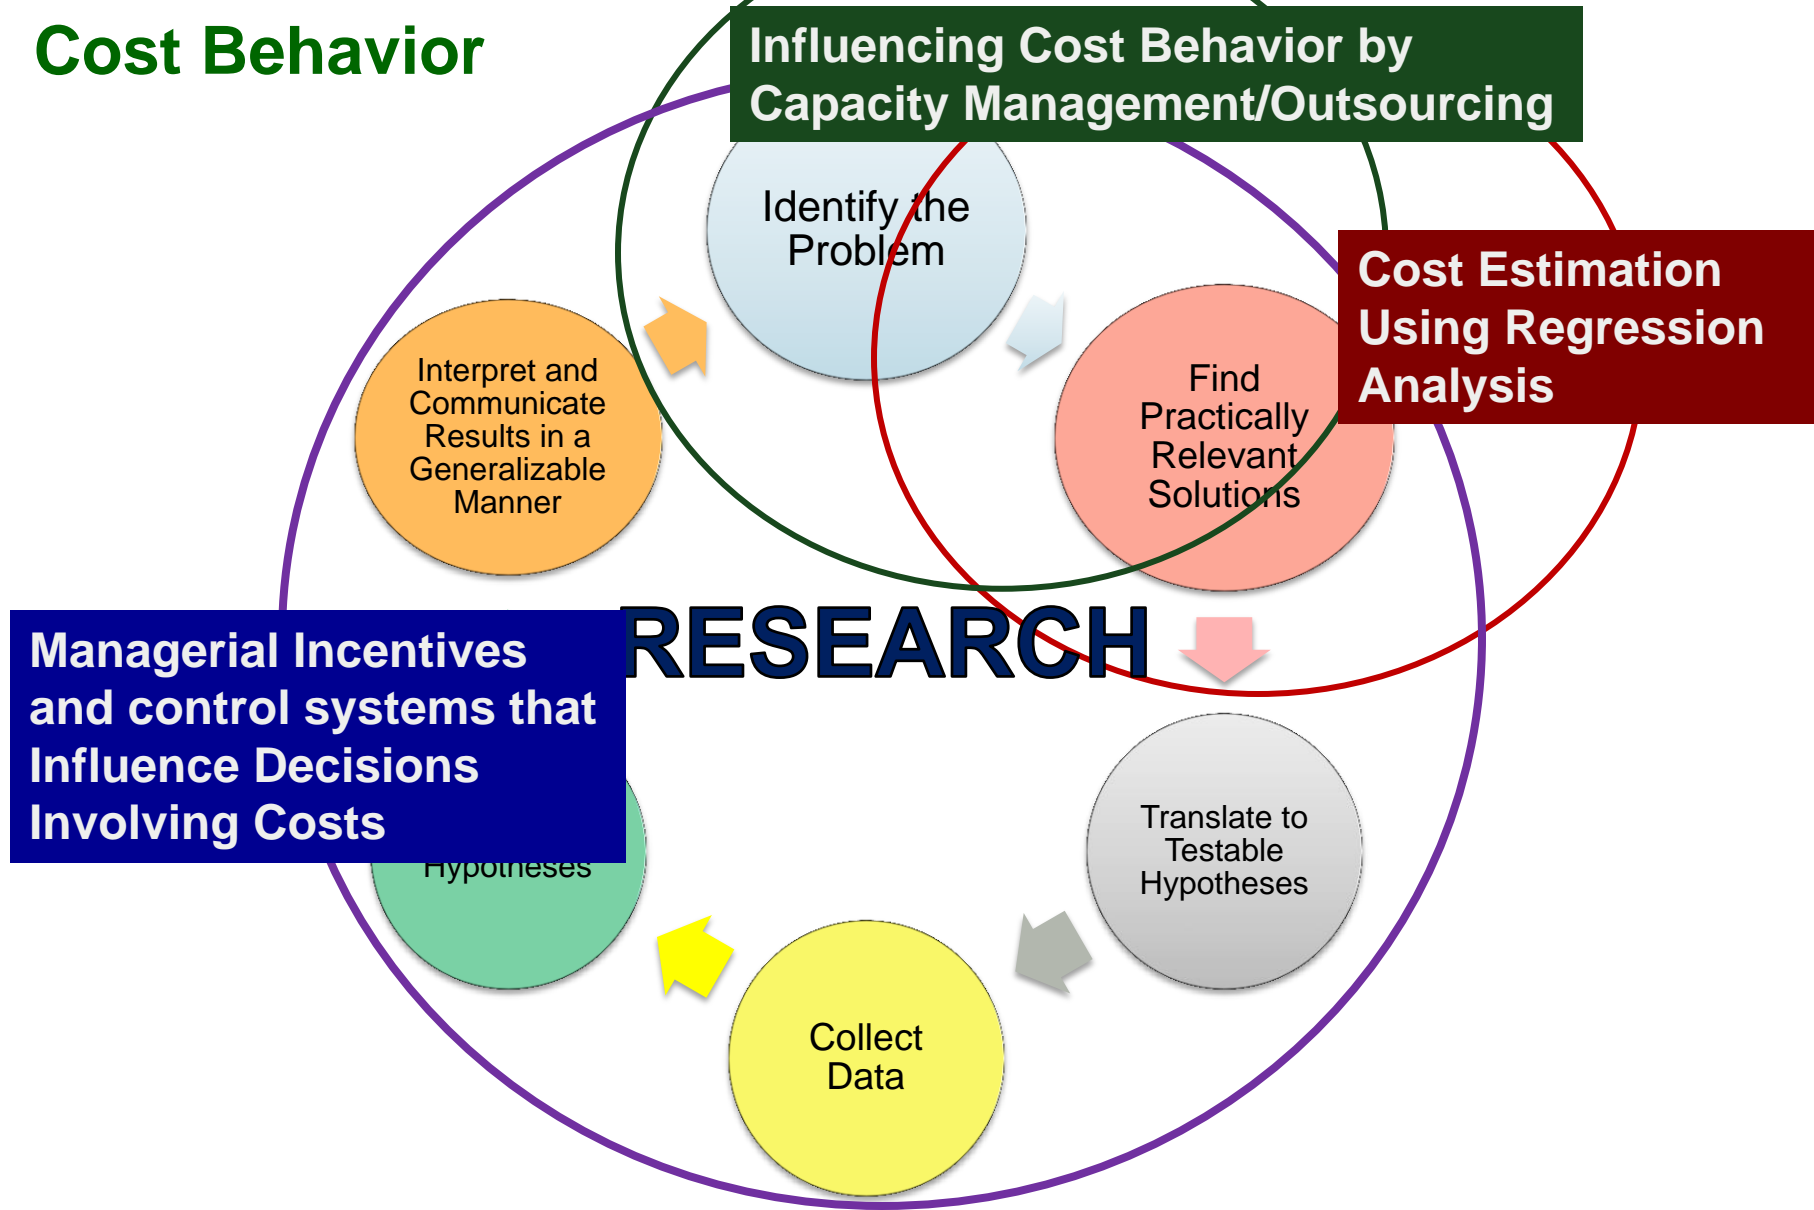 Cost Behavior
Influencing Cost Behavior by
Capacity Management/Outsourcing
Identify the
Problem
Cost Estimation
Using Regression
Analysis
Find
Practically
Relevant
Solutions
Interpret and
Communicate
Results in a
Generalizable
Manner
RESEARCH
Managerial Incentives
and control systems that
Influence Decisions
Involving Costs
Hypotheses
Translate to
Testable
Hypotheses
Collect
Data